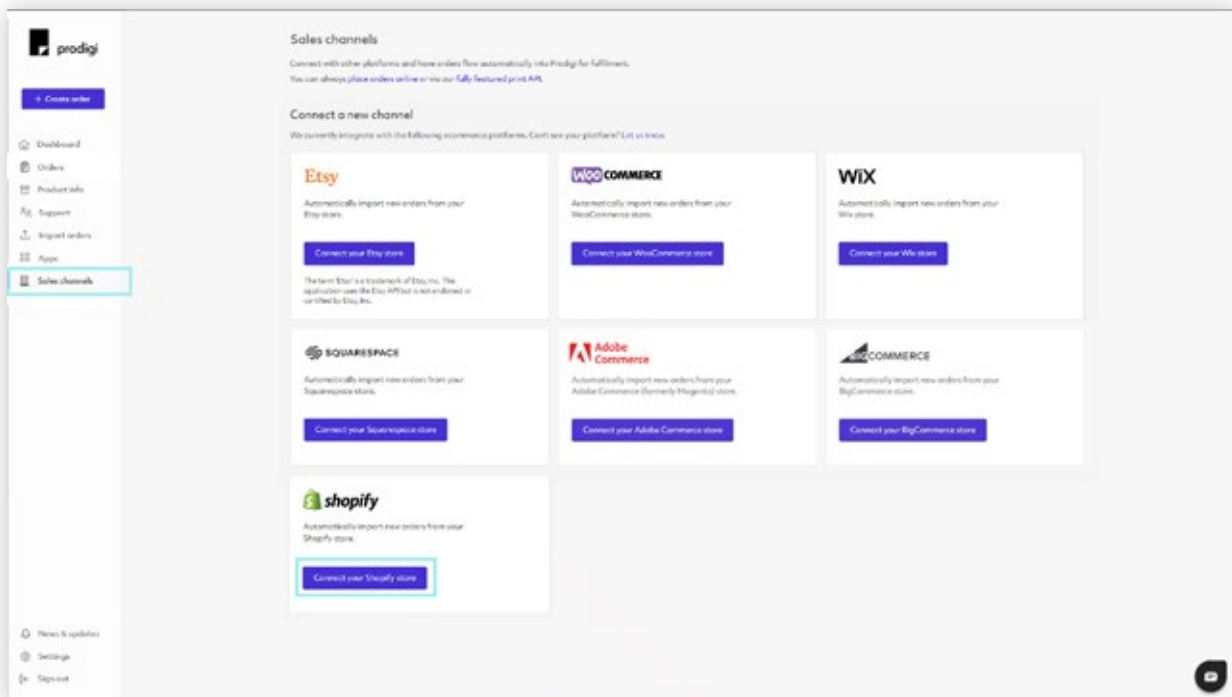 prodigi
+ Create order
Dashboard
Orders
Product info
Support
Import orders
Apps
Sales channels
News & updates
Settings
Sign out
Sales channels
Connect with other platforms and have orders flow automatically into Prodigi for fulfilment.
You can always place orders online or via our fully featured print API.
Connect a new channel
We currently integrate with the following ecommerce platforms. Can't see your platform? Let us know
Etsy
Automatically import new orders from your
Etsy store.
Connect your Etsy store
The term 'Etsy' is a trademark of Etsy, Inc. This
application uses the Etsy API but is not endorsed or
certified by Etsy, Inc.
WOO COMMERCE
Automatically import new orders from your
WooCommerce store.
Connect your WooCommerce store
WiX
Automatically import new orders from your
Wix store.
Connect your Wix store
SQUARESPACE
Automatically import new orders from your
Squarespace store.
Connect your Squarespace store
Adobe
Commerce
Automatically import new orders from your
Adobe Commerce (formerly Magento) store.
Connect your Adobe Commerce store
BIGCOMMERCE
Automatically import new orders from your
BigCommerce store.
Connect your BigCommerce store
shopify
Automatically import new orders from your
Shopify store.
Connect your Shopify store